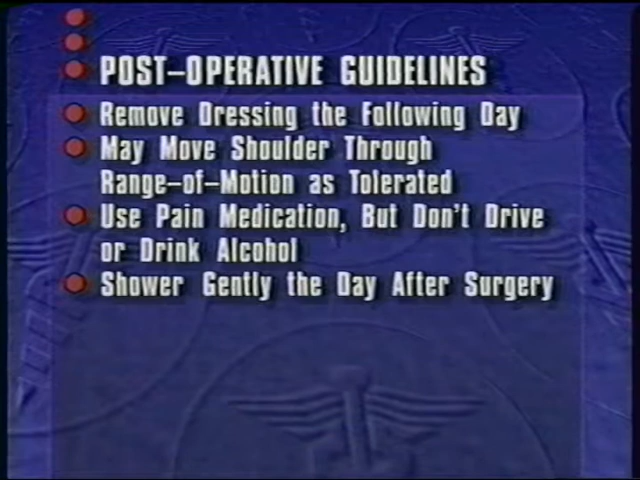 POST-OPERATIVE GUIDELINES
Remove Dressing the Following Day
May Move Shoulder Through
Range-of-Motion as Tolerated
Use Pain Medication, But Don't Drive
or Drink Alcohol
Shower Gently the Day After Surgery